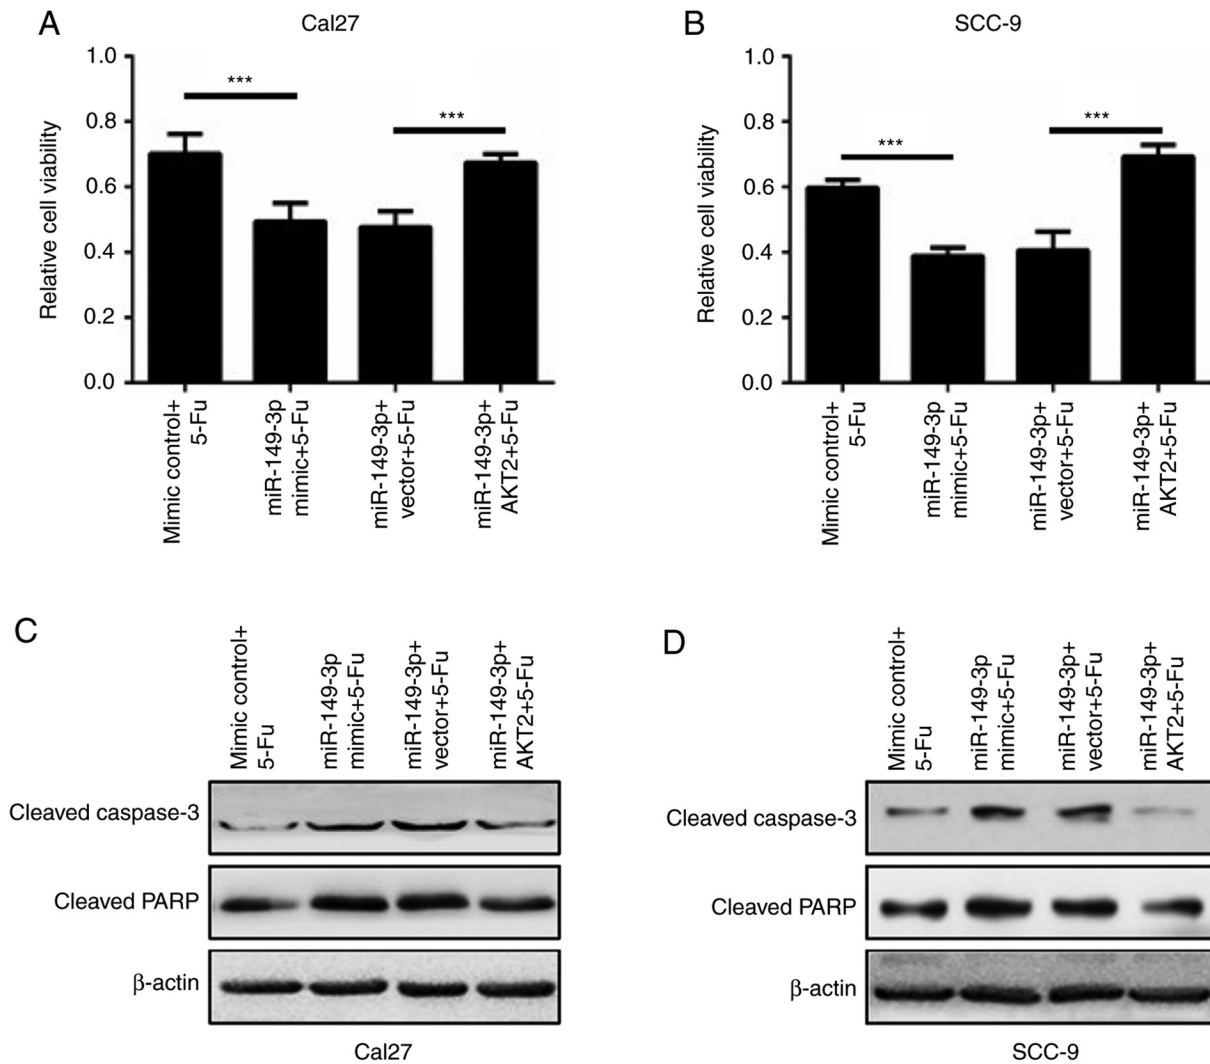 A
Cal27
Relative cell viability
1.0
0.8
0.6
0.4
0.2
0.0
***
***
Mimic control+
5-Fu
miR-149-3p
mimic+5-Fu
miR-149-3p+
vector+5-Fu
miR-149-3p+
AKT2+5-Fu
B
SCC-9
Relative cell viability
1.0
0.8
0.6
0.4
0.2
0.0
***
***
Mimic control+
5-Fu
miR-149-3p
mimic+5-Fu
miR-149-3p+
vector+5-Fu
miR-149-3p+
AKT2+5-Fu
C
Mimic control+
5-Fu
miR-149-3p
mimic+5-Fu
miR-149-3p+
vector+5-Fu
miR-149-3p+
AKT2+5-Fu
Cleaved caspase-3
Cleaved PARP
β-actin
Cal27
D
Mimic control+
5-Fu
miR-149-3p
mimic+5-Fu
miR-149-3p+
vector+5-Fu
miR-149-3p+
AKT2+5-Fu
Cleaved caspase-3
Cleaved PARP
β-actin
SCC-9